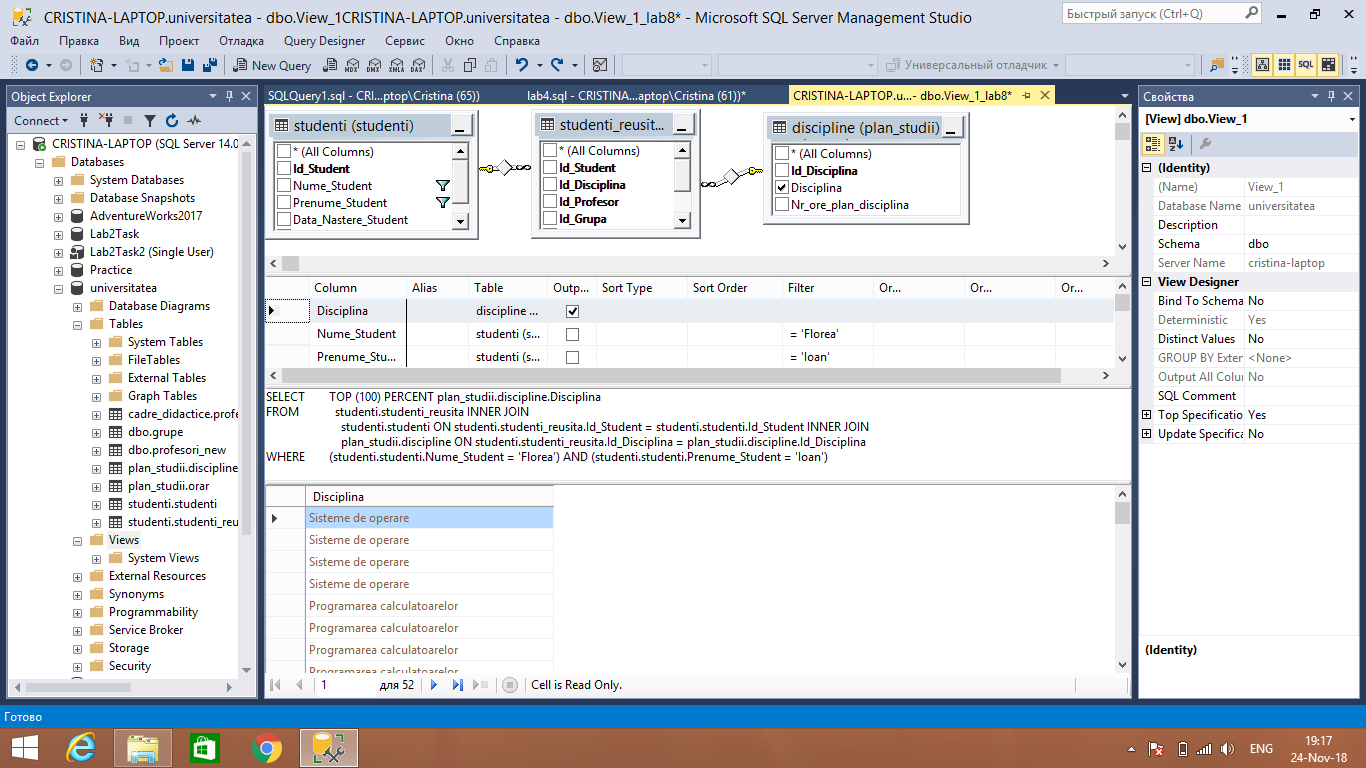 CRISTINA-LAPTOP.universitatea - dbo.View_1CRISTINA-LAPTOP.universitatea - dbo.View_1_lab8* - Microsoft SQL Server Management Studio
Быстрый запуск (Ctrl+Q)
Файл Правка Вид Проект Отладка Query Designer Сервис Окно Справка
New Query MDX DMX XMLA DAX Универсальный отладчик SQL
Object Explorer
Connect
CRISTINA-LAPTOP (SQL Server 14.0
Databases
System Databases
Database Snapshots
AdventureWorks2017
Lab2Task
Lab2Task2 (Single User)
Practice
universitatea
Database Diagrams
Tables
System Tables
FileTables
External Tables
Graph Tables
cadre_didactice.profe
dbo.grupe
dbo.profesori_new
plan_studii.discipline
plan_studii.orar
studenti.studenti
studenti.studenti_reu
Views
System Views
External Resources
Synonyms
Programmability
Service Broker
Storage
Security
SQLQuery1.sql - CRI...ptop\Cristina (65)) lab4.sql - CRISTINA...aptop\Cristina (61))* CRISTINA-LAPTOP.u...- dbo.View_1_lab8*
studenti (studenti)
* (All Columns)
Id_Student
Nume_Student
Prenume_Student
Data_Nastere_Student
studenti_reusit...
* (All Columns)
Id_Student
Id_Disciplina
Id_Profesor
Id_Grupa
discipline (plan_studii)
* (All Columns)
Id_Disciplina
Disciplina
Nr_ore_plan_disciplina
Column Alias Table Outp... Sort Type Sort Order Filter Or... Or... Or...
Disciplina discipline ...
Nume_Student studenti (s... = 'Florea'
Prenume_Stu... studenti (s... = 'Ioan'
SELECT TOP (100) PERCENT plan_studii.discipline.Disciplina
FROM studenti.studenti_reusita INNER JOIN
studenti.studenti ON studenti.studenti_reusita.Id_Student = studenti.studenti.Id_Student INNER JOIN
plan_studii.discipline ON studenti.studenti_reusita.Id_Disciplina = plan_studii.discipline.Id_Disciplina
WHERE (studenti.studenti.Nume_Student = 'Florea') AND (studenti.studenti.Prenume_Student = 'Ioan')
Disciplina
Sisteme de operare
Sisteme de operare
Sisteme de operare
Sisteme de operare
Programarea calculatoarelor
Programarea calculatoarelor
Programarea calculatoarelor
Programarea calculatoarelor
1 для 52 Cell is Read Only.
Свойства
[View] dbo.View_1
(Identity)
(Name) View_1
Database Name universitatea
Description
Schema dbo
Server Name cristina-laptop
View Designer
Bind To Schema No
Deterministic Yes
Distinct Values No
GROUP BY Exten <None>
Output All Colu No
SQL Comment
Top Specificatio Yes
Update Specifica No
(Identity)
Готово
ENG
19:17
24-Nov-18